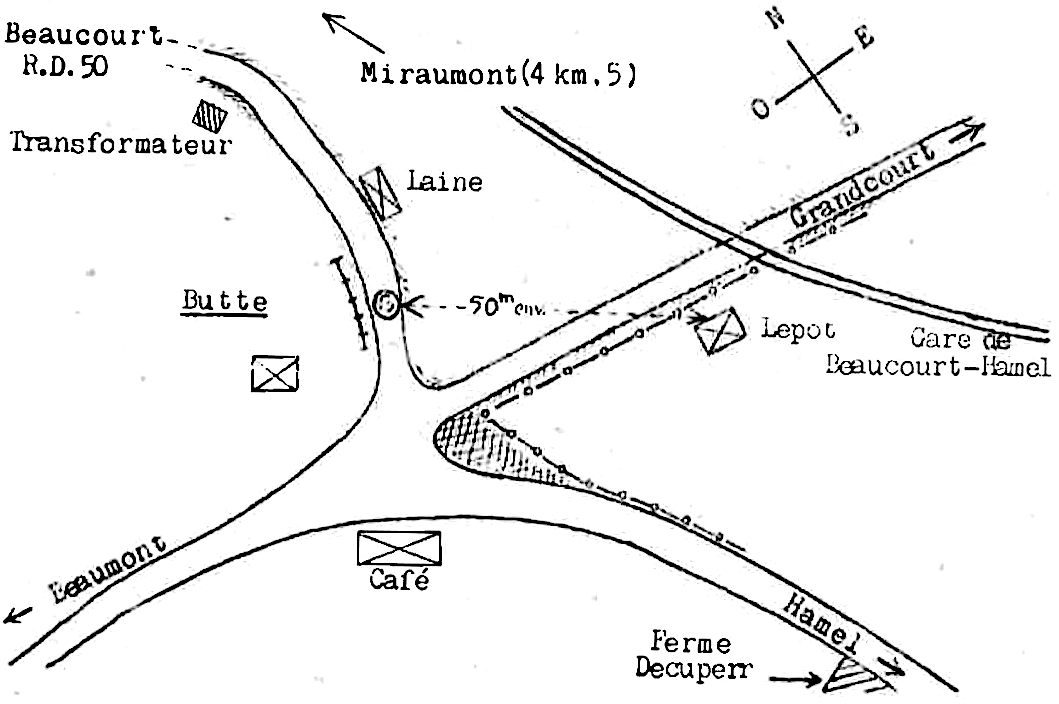 Beaucourt
R.D.50
Miraumont(4 km,5)
N
E
O
S
Transformateur
Laine
Grandcourt
Butte
50ᵐ env.
Lepot
Gare de
Beaucourt-Hamel
Beaumont
Café
Hamel
Ferme
Decuperr